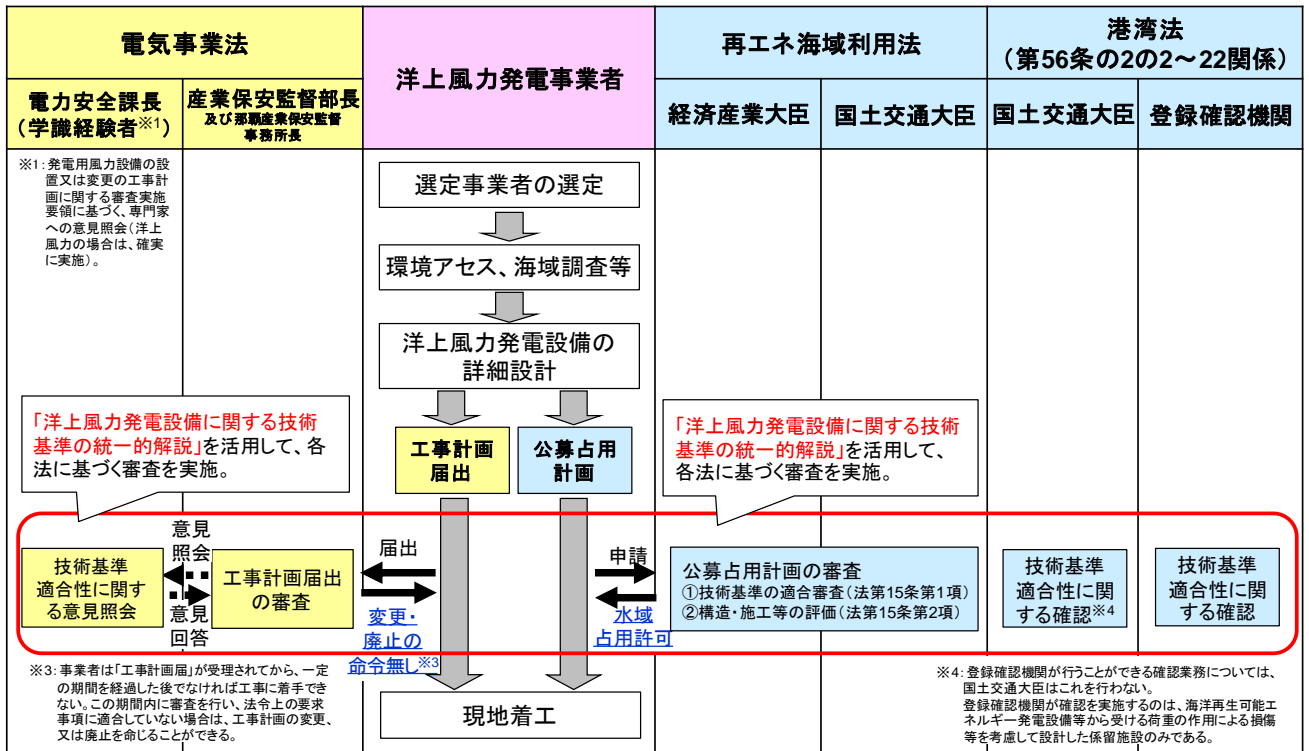 電気事業法
洋上風力発電事業者
再エネ海域利用法
港湾法
(第56条の2の2～22関係)
電力安全課長
(学識経験者※1)
産業保安監督部長
及び那覇産業保安監督
事務所長
経済産業大臣
国土交通大臣
国土交通大臣
登録確認機関
※1:発電用風力設備の設
置又は変更の工事計
画に関する審査実施
要領に基づく、専門家
への意見照会(洋上
風力の場合は、確実
に実施)。
選定事業者の選定
環境アセス、海域調査等
洋上風力発電設備の
詳細設計
「洋上風力発電設備に関する技術
基準の統一的解説」を活用して、各
法に基づく審査を実施。
工事計画
届出
公募占用
計画
「洋上風力発電設備に関する技術
基準の統一的解説」を活用して、
各法に基づく審査を実施。
技術基準
適合性に関す
る意見照会
意見
照会
意見
回答
工事計画届出
の審査
届出
変更・
廃止の
命令無し※3
申請
水域
占用許可
公募占用計画の審査
①技術基準の適合審査(法第15条第1項)
②構造・施工等の評価(法第15条第2項)
技術基準
適合性に関
する確認※4
技術基準
適合性に関
する確認
※3:事業者は「工事計画届」が受理されてから、一定
の期間を経過した後でなければ工事に着手でき
ない。この期間内に審査を行い、法令上の要求
事項に適合していない場合は、工事計画の変更、
又は廃止を命じることができる。
現地着工
※4:登録確認機関が行うことができる確認業務については、
国土交通大臣はこれを行わない。
登録確認機関が確認を実施するのは、海洋再生可能エ
ネルギー発電設備等から受ける荷重の作用による損傷
等を考慮して設計した係留施設のみである。